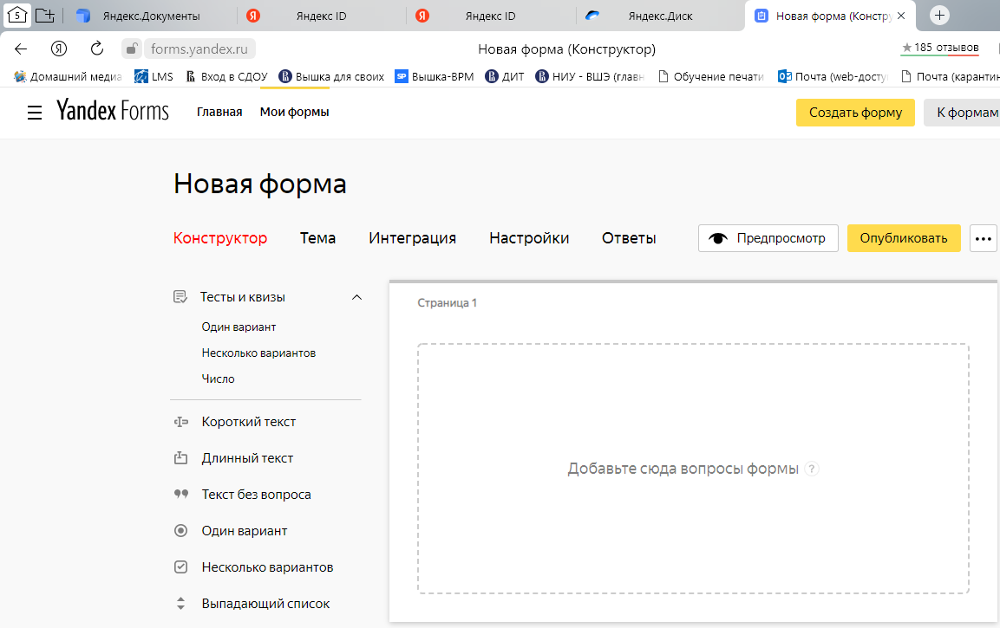 5 Яндекс.Документы Яндекс ID Яндекс ID Яндекс.Диск Новая форма (Констру
forms.yandex.ru Новая форма (Конструктор) 185 отзывов
Домашний медиа LMS Вход в СДОУ Вышка для своих Вышка-ВРМ ДИТ НИУ - ВШЭ (главн Обучение печати Почта (web-досту Почта (карантин
Yandex Forms Главная Мои формы Создать форму К формам
Новая форма
Конструктор Тема Интеграция Настройки Ответы Предпросмотр Опубликовать
Тесты и квизы
Один вариант
Несколько вариантов
Число
Короткий текст
Длинный текст
Текст без вопроса
Один вариант
Несколько вариантов
Выпадающий список
Страница 1
Добавьте сюда вопросы формы ?